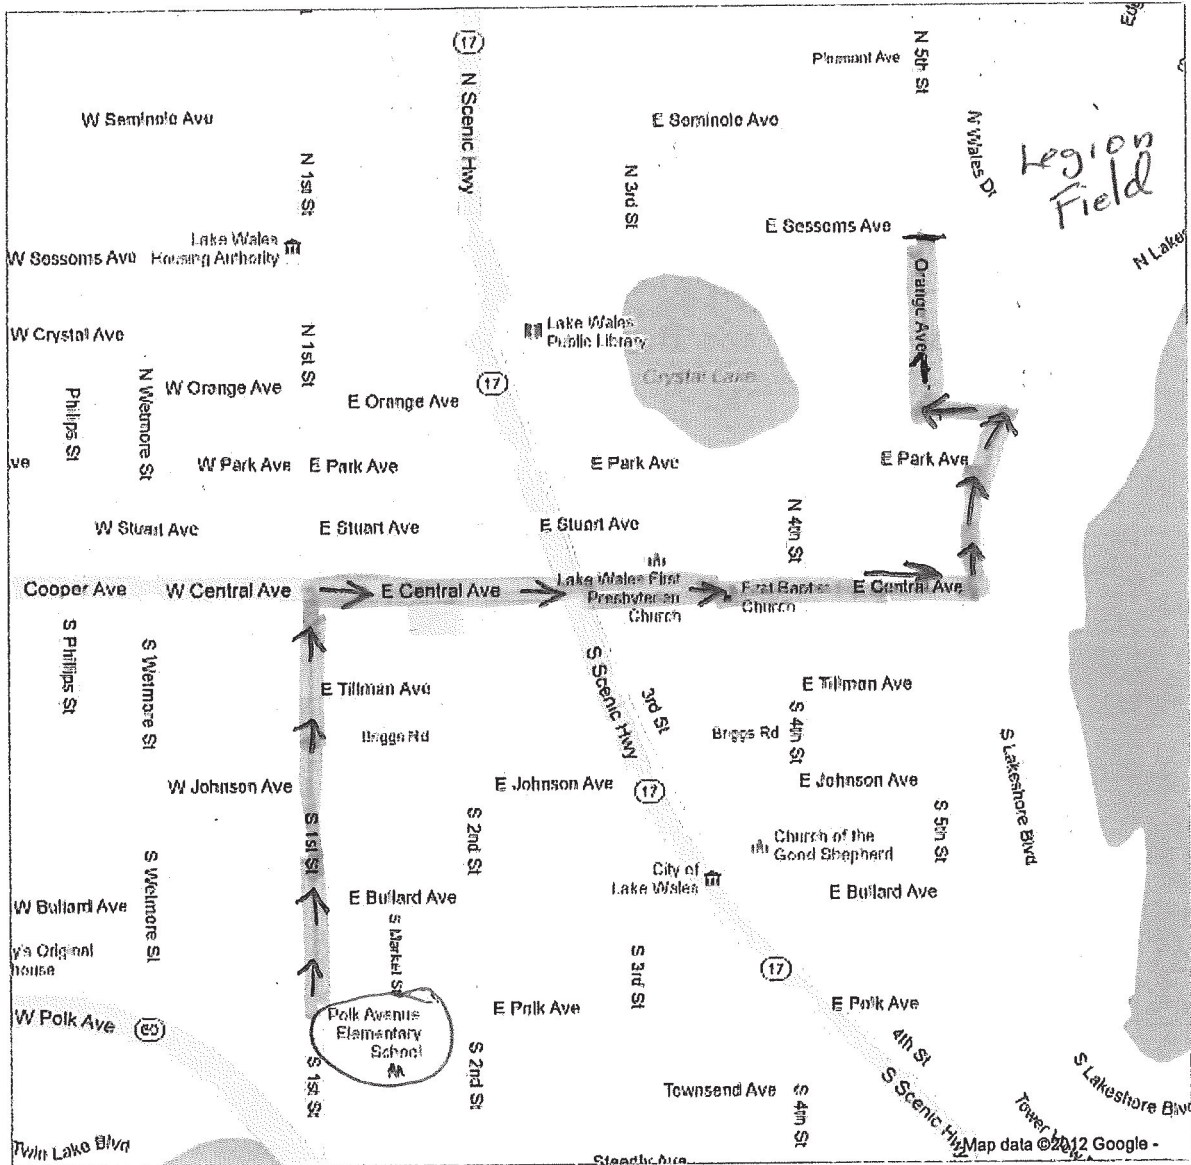 17
N 5th St
N Scenic Hwy
W Seminole Ave
E Seminole Ave
N Wales Dr
Legion
Field
N 1st St
N 3rd St
E Sessoms Ave
Lake Wales
Housing Authority
W Sessoms Ave
N Lakes
Orange Ave
Lake Wales
Public Library
W Crystal Ave
N 1st St
Crystal Lake
17
N Wetmore St
W Orange Ave
E Orange Ave
Phillips St
ve
W Park Ave
E Park Ave
E Park Ave
E Park Ave
N 4th St
W Stuart Ave
E Stuart Ave
E Stuart Ave
Cooper Ave
W Central Ave
E Central Ave
Lake Wales First
Presbyterian
Church
First Baptist
Church
E Central Ave
S Phillips St
S Wetmore St
E Tillman Ave
S Scenic Hwy
3rd St
E Tillman Ave
Briggs Rd
Briggs Rd
S 4th St
S Lakeshore Blvd
W Johnson Ave
E Johnson Ave
17
E Johnson Ave
S 1st St
S 2nd St
S 5th St
Church of the
Good Shepherd
City of
Lake Wales
S Wetmore St
W Bullard Ave
E Bullard Ave
E Bullard Ave
S Market St
y's Original
house
S 3rd St
17
W Polk Ave
Polk Avenue
Elementary
School
E Polk Ave
E Polk Ave
4th St
S 1st St
S 2nd St
Townsend Ave
S 4th St
S Scenic Hwy
S Lakeshore Blv
Twin Lake Blvd
Map data ©2012 Google -